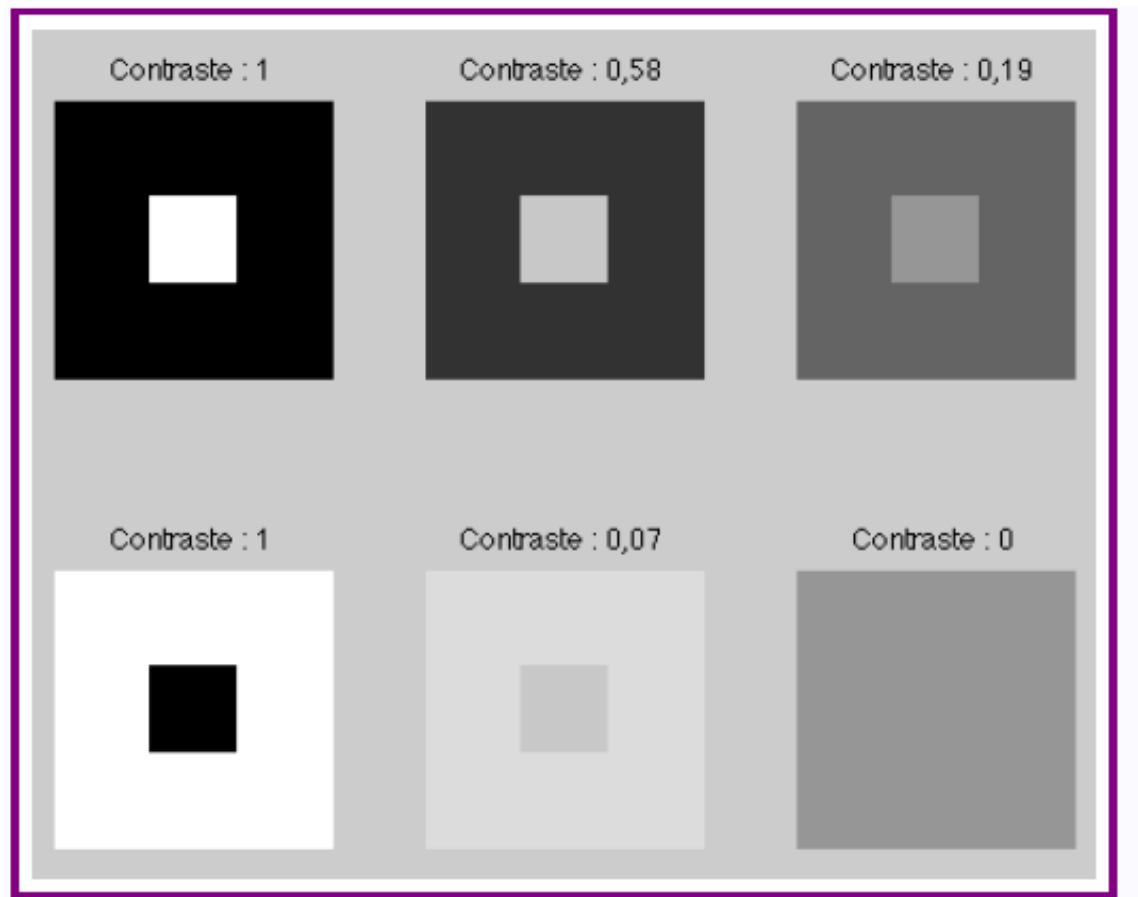 Contraste : 1
Contraste : 0,58
Contraste : 0,19
Contraste : 1
Contraste : 0,07
Contraste : 0